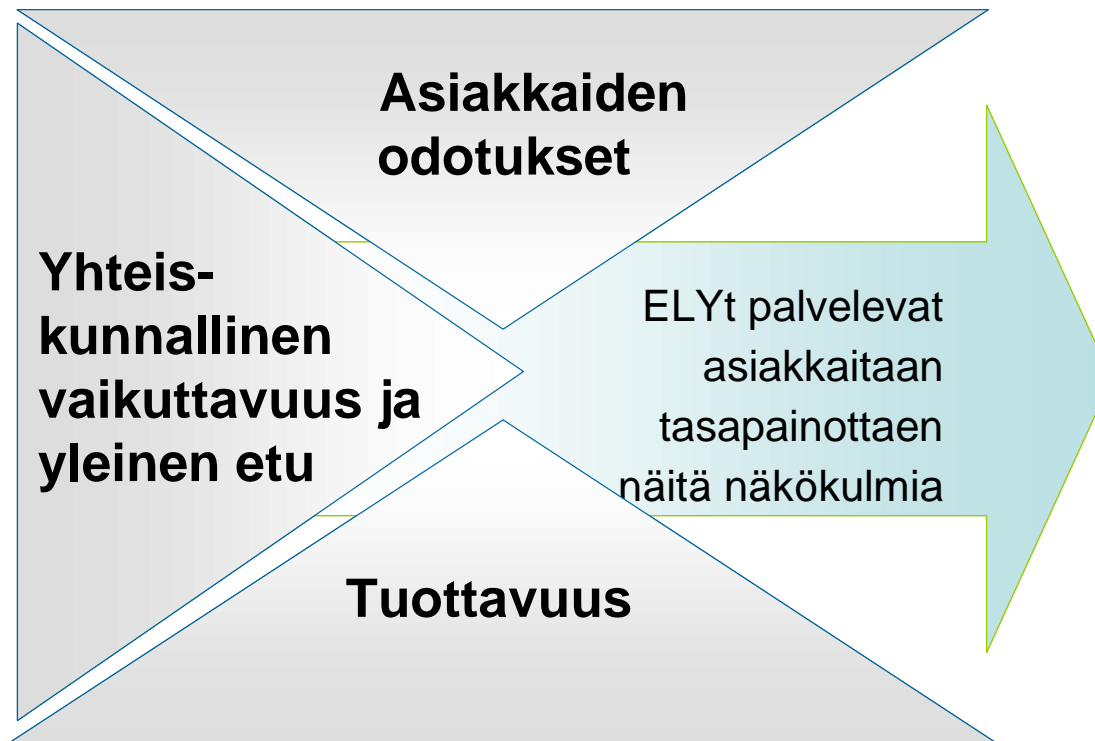 Asiakkaiden
odotukset
Yhteis-
kunnallinen
vaikuttavuus ja
yleinen etu
ELYt palvelevat
asiakkaitaan
tasapainottaen
näitä näkökulmia
Tuottavuus